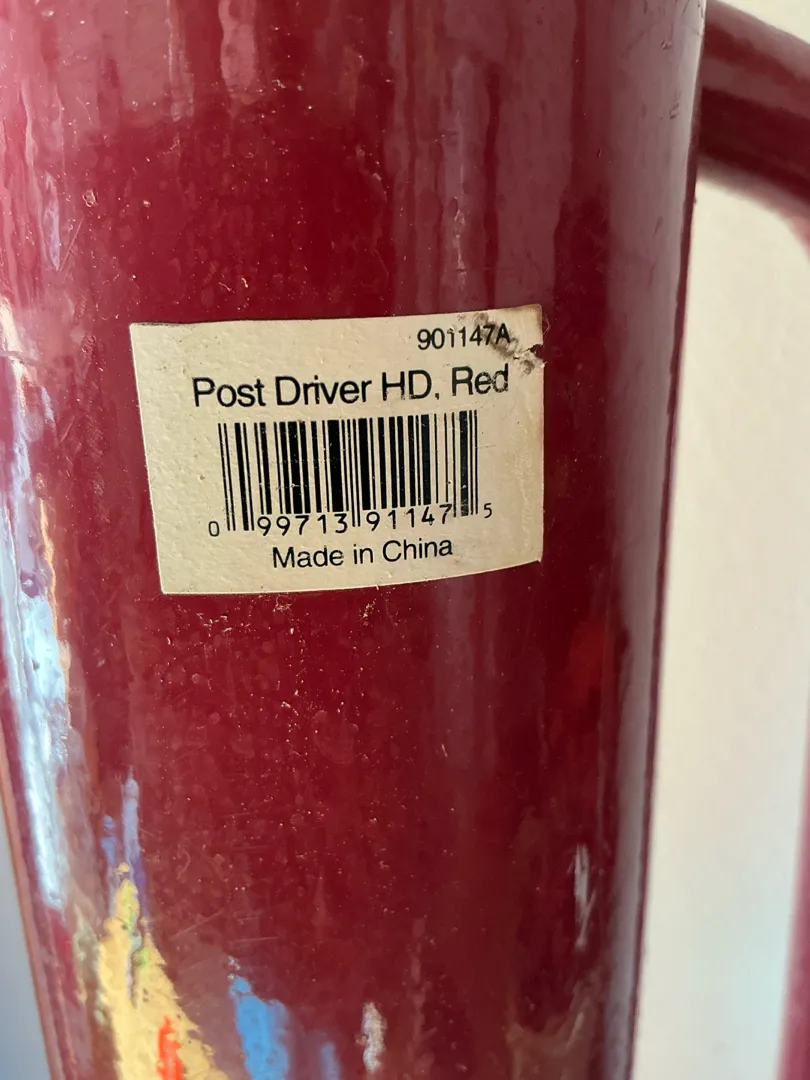 901147A
Post Driver HD, Red
0 99713 91147 5
Made in China